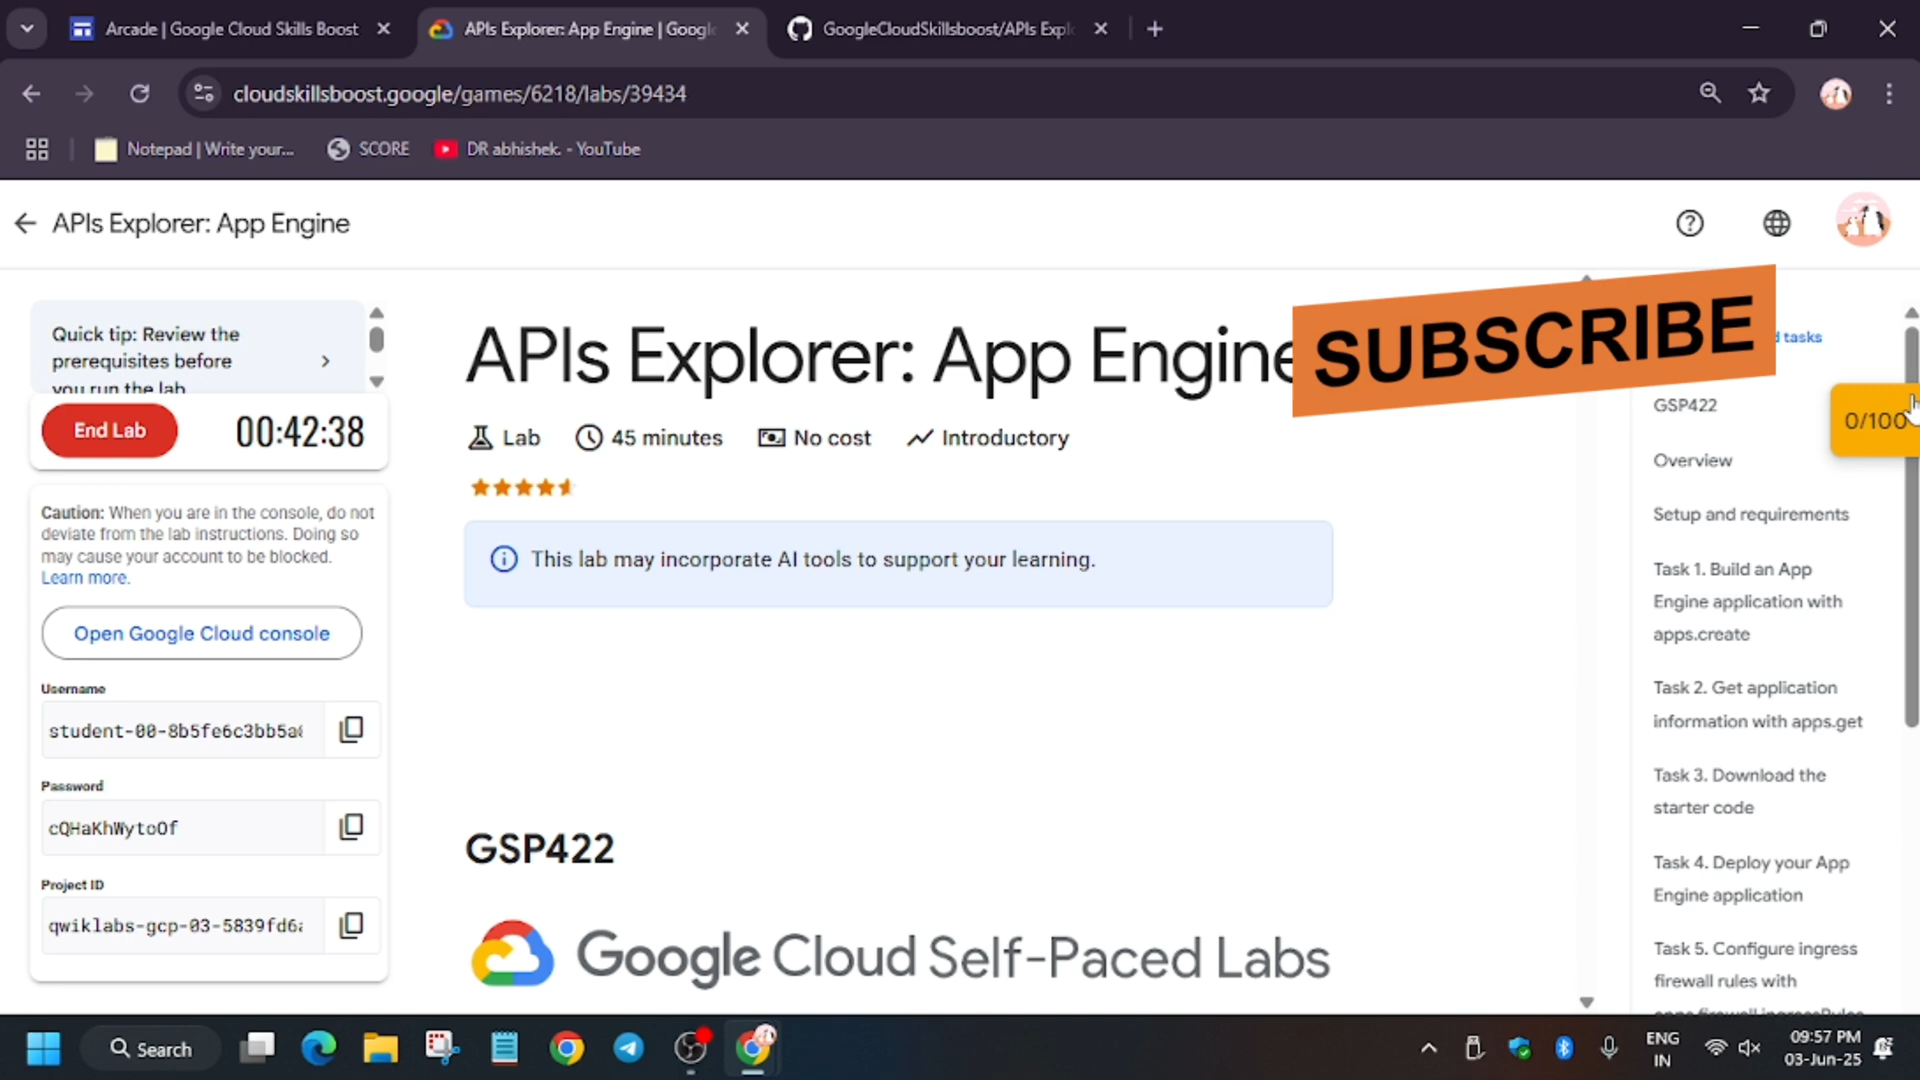 Arcade | Google Cloud Skills Boost
APIs Explorer: App Engine | Googl
GoogleCloudSkillsboost/APIs Expl
cloudskillsboost.google/games/6218/labs/39434
Notepad | Write your...
SCORE
DR abhishek. - YouTube
APIs Explorer: App Engine
Quick tip: Review the
prerequisites before
you run the lab
End Lab
00:42:38
Caution: When you are in the console, do not
deviate from the lab instructions. Doing so
may cause your account to be blocked.
Learn more.
Open Google Cloud console
Username
student-00-8b5fe6c3bb5a
Password
cQHaKhWytoOf
Project ID
qwiklabs-gcp-03-5839fd6
APIs Explorer: App Engine
Lab
45 minutes
No cost
Introductory
This lab may incorporate AI tools to support your learning.
GSP422
Google Cloud Self-Paced Labs
SUBSCRIBE
tasks
GSP422
0/100
Overview
Setup and requirements
Task 1. Build an App
Engine application with
apps.create
Task 2. Get application
information with apps.get
Task 3. Download the
starter code
Task 4. Deploy your App
Engine application
Task 5. Configure ingress
firewall rules with
Search
ENG
IN
09:57 PM
03-Jun-25